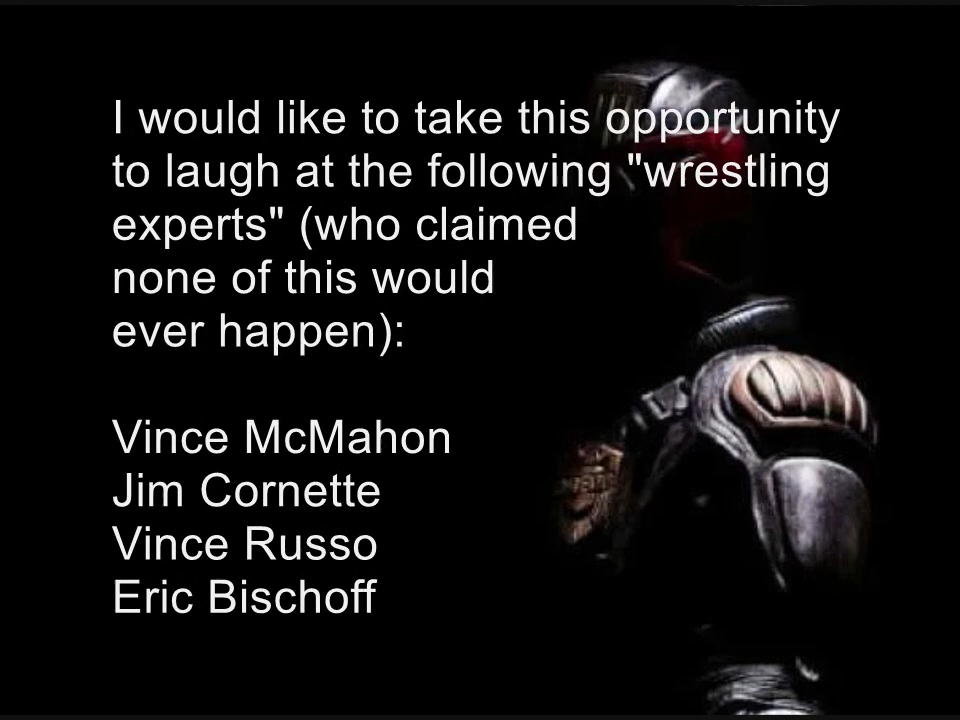 I would like to take this opportunity
to laugh at the following "wrestling
experts" (who claimed
none of this would
ever happen):
Vince McMahon
Jim Cornette
Vince Russo
Eric Bischoff